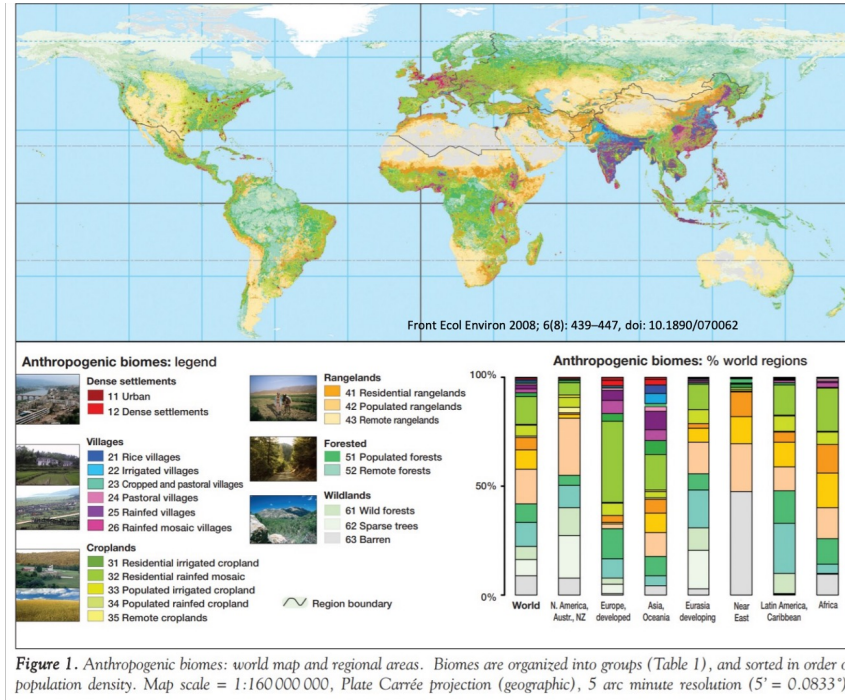 Front Ecol Environ 2008; 6(8): 439–447, doi: 10.1890/070062
Anthropogenic biomes: legend
Dense settlements
11 Urban
12 Dense settlements
Villages
21 Rice villages
22 Irrigated villages
23 Cropped and pastoral villages
24 Pastoral villages
25 Rainfed villages
26 Rainfed mosaic villages
Croplands
31 Residential irrigated cropland
32 Residential rainfed mosaic
33 Populated irrigated cropland
34 Populated rainfed cropland
35 Remote croplands
Rangelands
41 Residential rangelands
42 Populated rangelands
43 Remote rangelands
Forested
51 Populated forests
52 Remote forests
Wildlands
61 Wild forests
62 Sparse trees
63 Barren
Region boundary
Anthropogenic biomes: % world regions
100%
50%
0%
World
N. America,
Austr., NZ
Europe,
developed
Asia,
Oceania
Eurasia
developing
Near
East
Latin America,
Caribbean
Africa
Figure 1. Anthropogenic biomes: world map and regional areas. Biomes are organized into groups (Table 1), and sorted in order o
population density. Map scale = 1:160 000 000, Plate Carrée projection (geographic), 5 arc minute resolution (5' = 0.0833°)